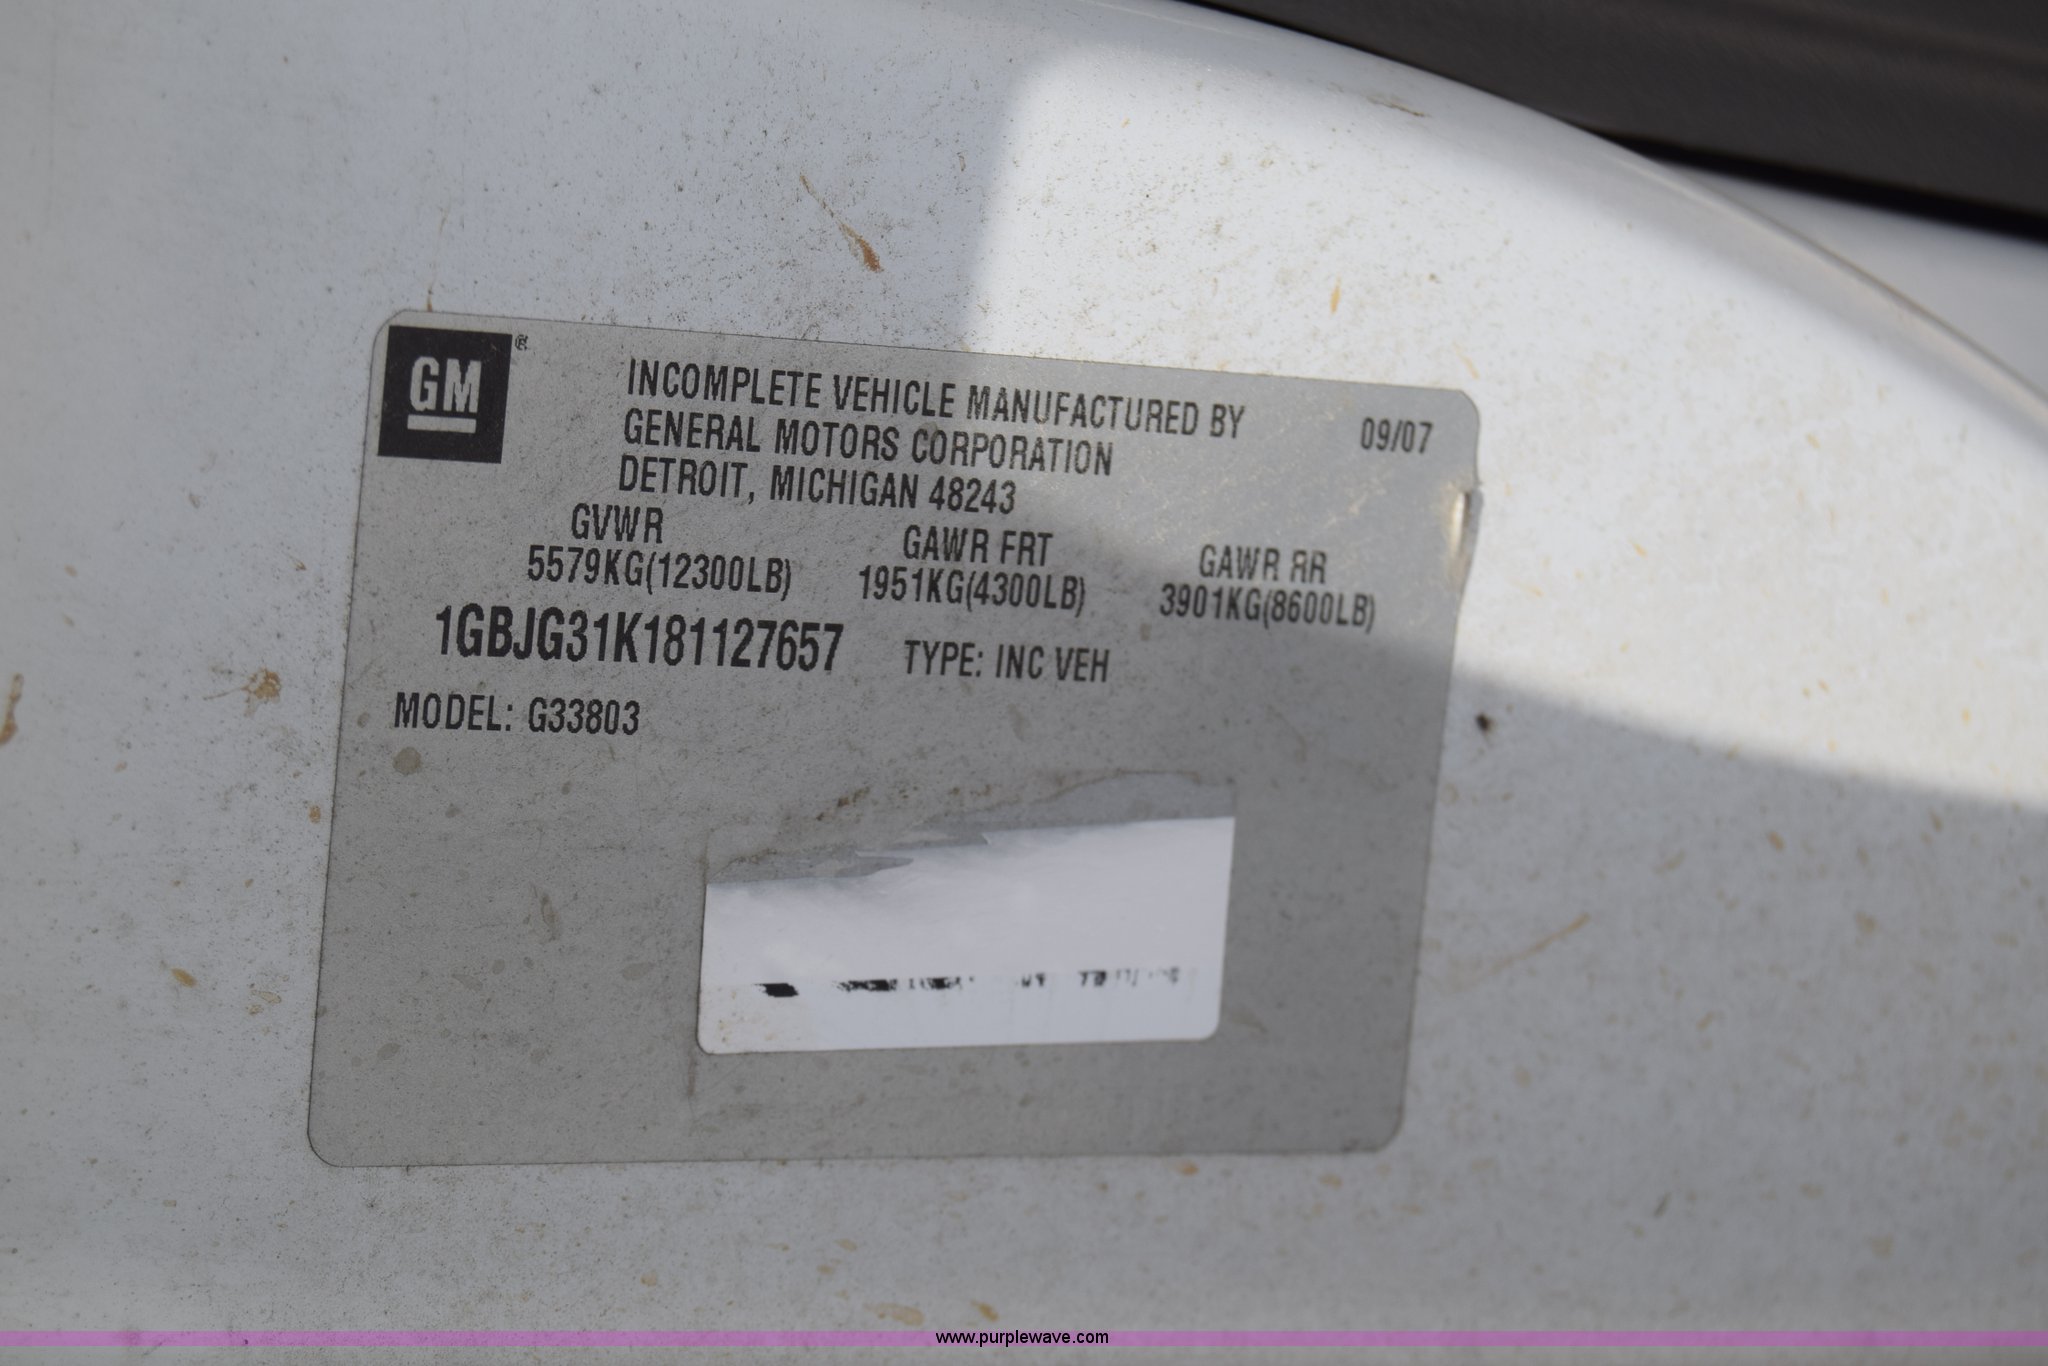 GM ®
INCOMPLETE VEHICLE MANUFACTURED BY
GENERAL MOTORS CORPORATION
DETROIT, MICHIGAN 48243
09/07
GVWR GAWR FRT GAWR RR
5579KG(12300LB) 1951KG(4300LB) 3901KG(8600LB)
1GBJG31K181127657 TYPE: INC VEH
MODEL: G33803
www.purplewave.com